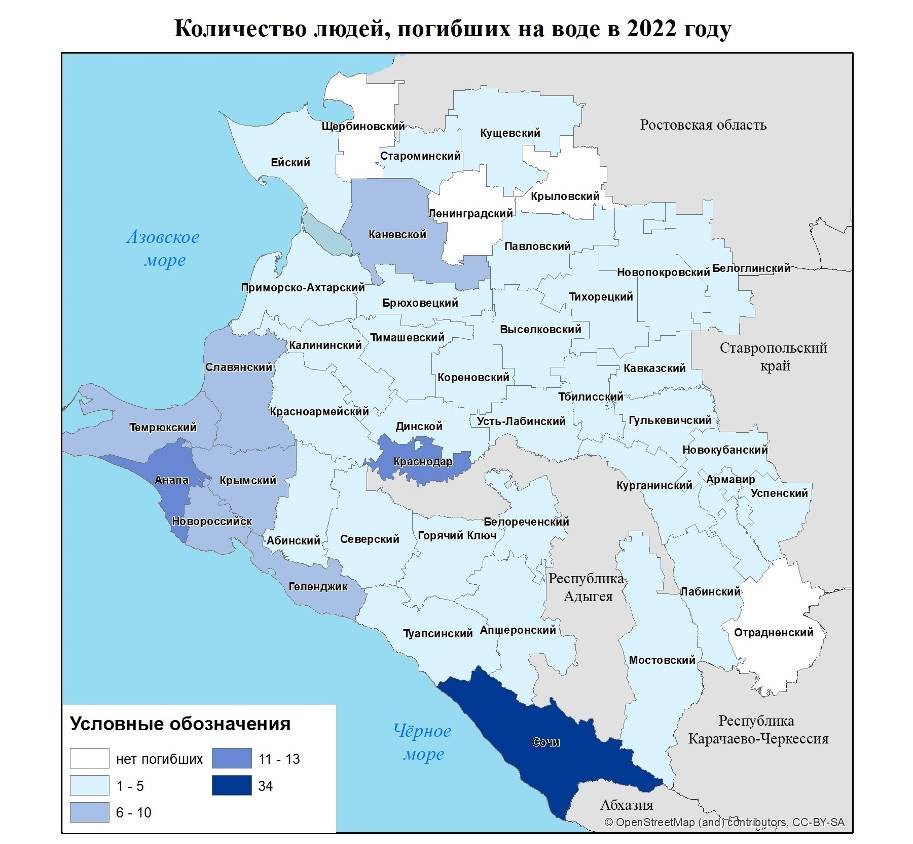 Количество людей, погибших на воде в 2022 году
Щербиновский
Кущевский
Ростовская область
Ейский
Староминский
Крыловский
Ленинградский
Каневской
Азовское
море
Павловский
Новопокровский
Белоглинский
Приморско-Ахтарский
Брюховецкий
Тихорецкий
Калининский
Тимашевский
Выселковский
Ставропольский
край
Славянский
Кореновский
Кавказский
Тбилисский
Красноармейский
Темрюкский
Динской
Усть-Лабинский
Гулькевичский
Новокубанский
Краснодар
Анапа
Крымский
Курганинский
Армавир
Успенский
Новороссийск
Абинский
Северский
Горячий Ключ
Белореченский
Геленджик
Республика
Адыгея
Лабинский
Туапсинский
Апшеронский
Отрадненский
Мостовский
Чёрное
море
Сочи
Республика
Карачаево-Черкессия
Абхазия
Условные обозначения
нет погибших
11 - 13
1 - 5
34
6 - 10
© OpenStreetMap (and) contributors, CC-BY-SA